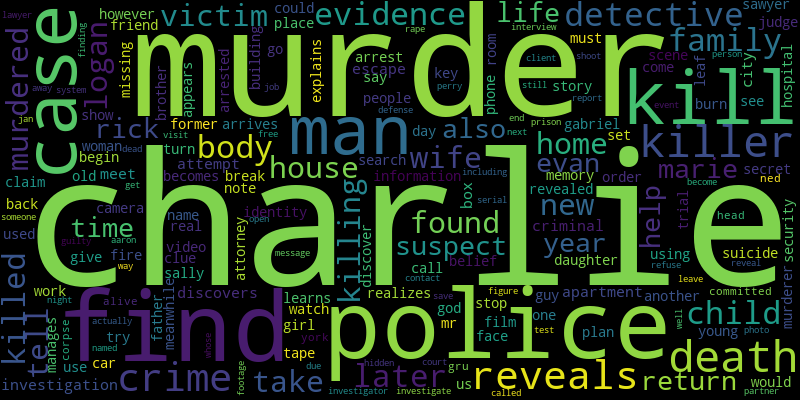 lawyer however friend could place evidence life detective sawyer judge
case murdered logan missing victim family must
murder kill
finding rape interview client shoot person
brother appears arrested building go explains arrest escape say people key phone room still story scene come leaf city see hospital
away system job perry defense report event burn
jan show rick former arrives man day also gabriel set killer
woman burned visit free end prison next
begin dead turn body wife home
claim old meet attempt becomes break note house search information evan memory order marie secret ned
get revealed become
back camera name identity charlie box including serial new help trial security
someone time real found criminal head
used aaron open attorney video clue suspect year using suicide
guilty give fire sally message discover call belief daughter refuse reveal
killed work way discovers killing contact realizes apartment another committed murderer
night alive learns god stop figure guy leave
manages tell corpse try actually father meanwhile find watch girl save mr one plan young child photo
named whose york film face test police well
use car tape due gru death
investigation crime footage take hidden court later us reveals return would
investigator investigate called partner